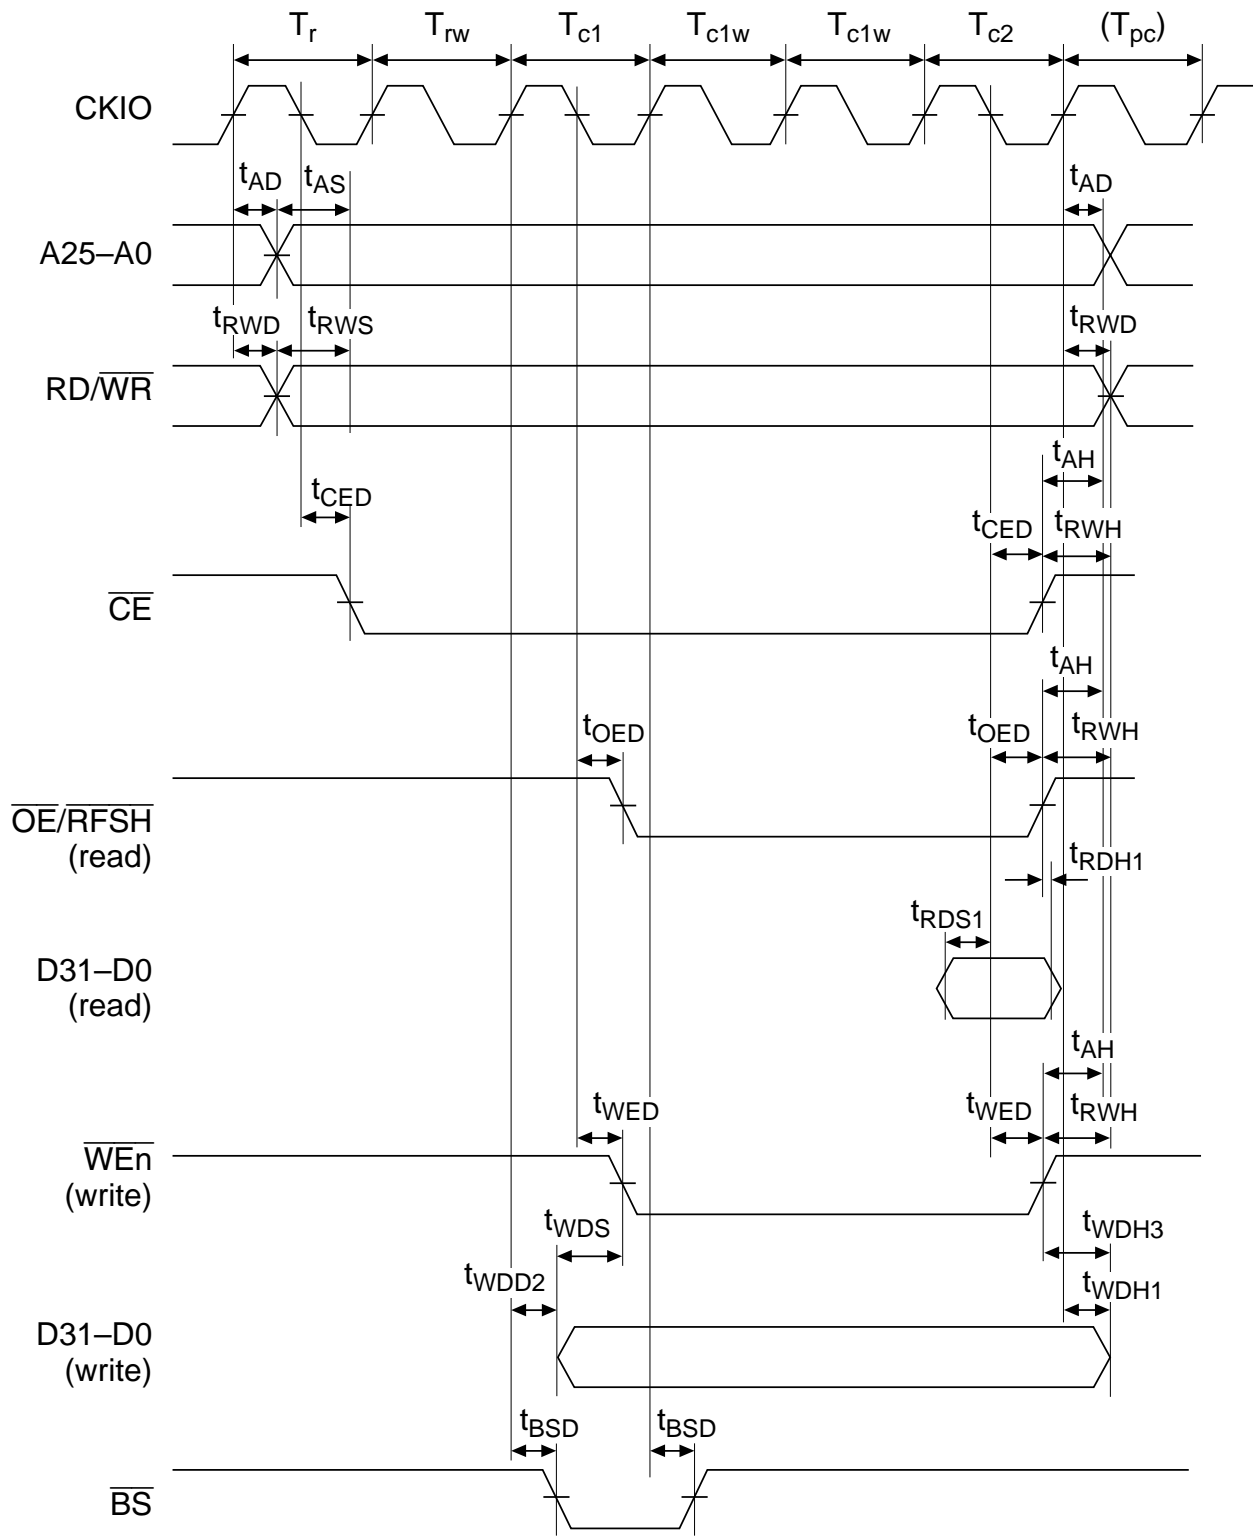 Tr Trw Tc1 Tc1w Tc1w Tc2 (Tpc)
CKIO
tAD tAS tAD
A25–A0
tRWD tRWS tRWD
RD/WR
tAH
tCED tCED tRWH
CE
tAH
tOED tOED tRWH
OE/RFSH
(read)
tRDH1
tRDS1
D31–D0
(read)
tAH
tWED tWED tRWH
WEn
(write)
tWDS tWDH3
tWDD2 tWDH1
D31–D0
(write)
tBSD tBSD
BS